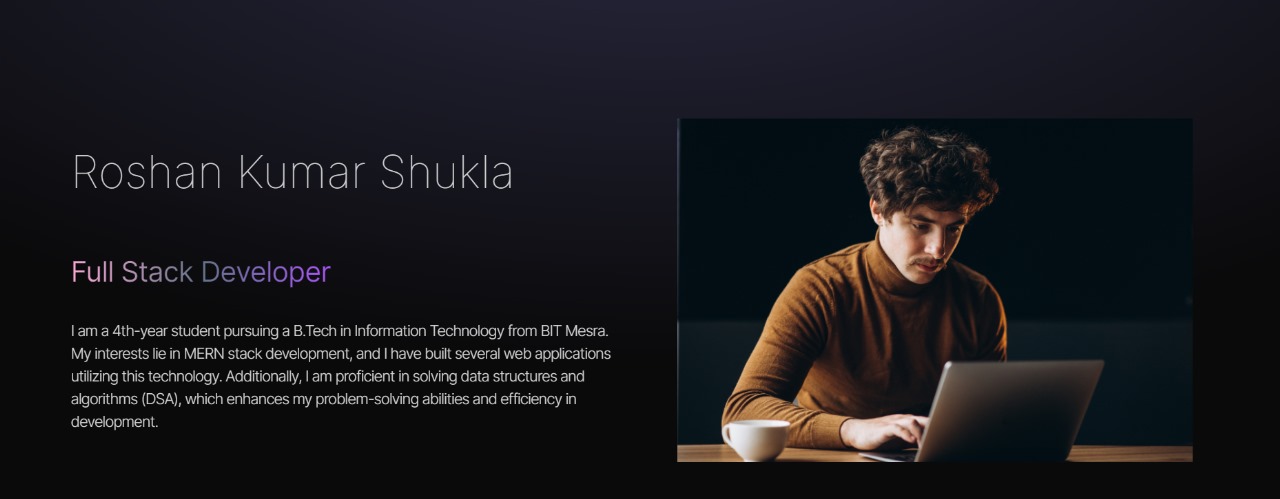 Roshan Kumar Shukla
Full Stack Developer
I am a 4th-year student pursuing a B.Tech in Information Technology from BIT Mesra.
My interests lie in MERN stack development, and I have built several web applications
utilizing this technology. Additionally, I am proficient in solving data structures and
algorithms (DSA), which enhances my problem-solving abilities and efficiency in
development.